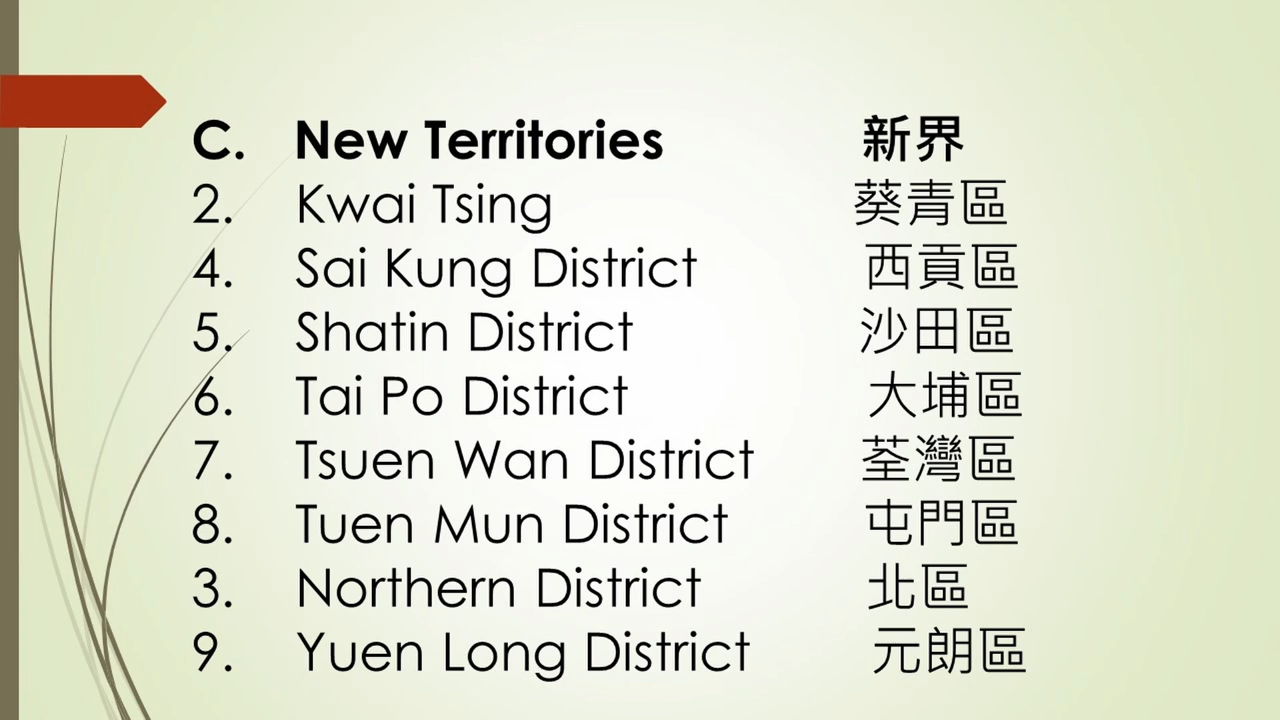 C. New Territories 新界
2. Kwai Tsing 葵青區
4. Sai Kung District 西貢區
5. Shatin District 沙田區
6. Tai Po District 大埔區
7. Tsuen Wan District 荃灣區
8. Tuen Mun District 屯門區
3. Northern District 北區
9. Yuen Long District 元朗區